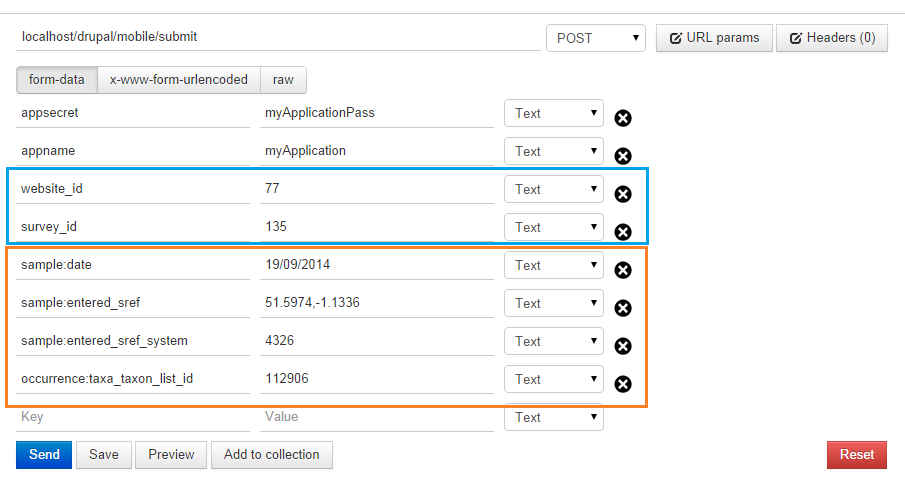 localhost/drupal/mobile/submit POST URL params Headers (0)
form-data x-www-form-urlencoded raw
appsecret myApplicationPass Text
appname myApplication Text
website_id 77 Text
survey_id 135 Text
sample:date 19/09/2014 Text
sample:entered_sref 51.5974,-1.1336 Text
sample:entered_sref_system 4326 Text
occurrence:taxa_taxon_list_id 112906 Text
Key Value Text
Send Save Preview Add to collection Reset